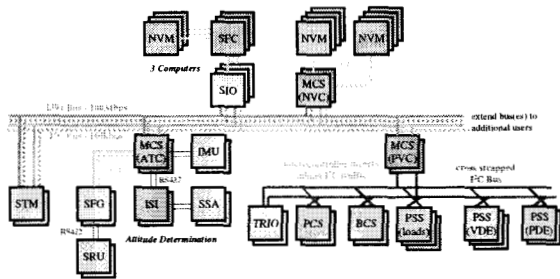 NVM
SFC
NVM
NVM
3 Computers
SIO
MCS
(NVC)
extend bus(es) to
additional users
MCS
(ATC)
IMU
MCS
(PVC)
RS422
cross strapped
I²C Bus
STM
SFG
ISI
SSA
TRIO
PCS
BCS
PSS
(loads)
PSS
(VDE)
PSS
(PDE)
RS422
Attitude Determination
SRU